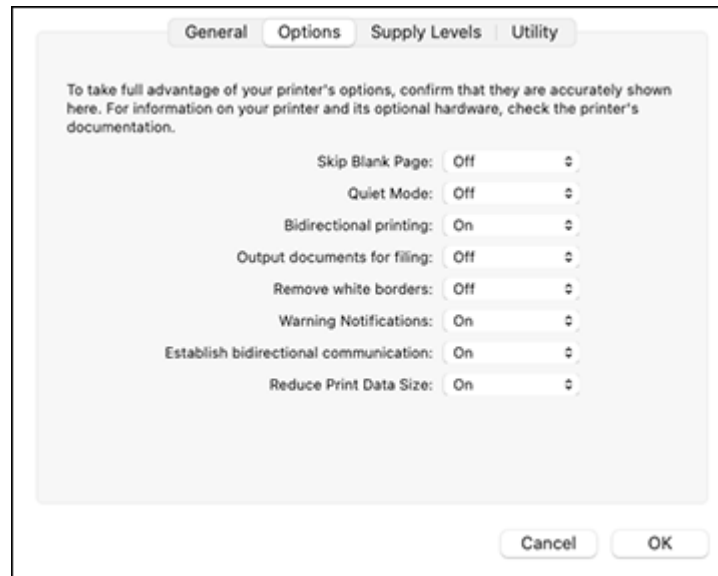 General Options Supply Levels Utility
To take full advantage of your printer's options, confirm that they are accurately shown
here. For information on your printer and its optional hardware, check the printer's
documentation.
Skip Blank Page: Off
Quiet Mode: Off
Bidirectional printing: On
Output documents for filing: Off
Remove white borders: Off
Warning Notifications: On
Establish bidirectional communication: On
Reduce Print Data Size: On
Cancel OK